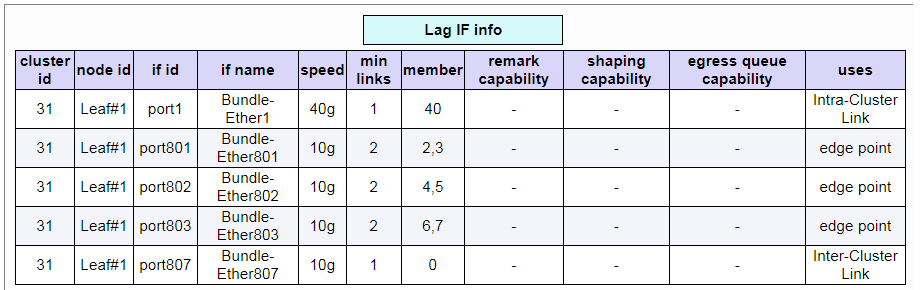 Lag IF info
cluster id node id if id if name speed min links member remark capability shaping capability egress queue capability uses
31 Leaf#1 port1 Bundle-Ether1 40g 1 40 - - - Intra-Cluster Link
31 Leaf#1 port801 Bundle-Ether801 10g 2 2,3 - - - edge point
31 Leaf#1 port802 Bundle-Ether802 10g 2 4,5 - - - edge point
31 Leaf#1 port803 Bundle-Ether803 10g 2 6,7 - - - edge point
31 Leaf#1 port807 Bundle-Ether807 10g 1 0 - - - Inter-Cluster Link